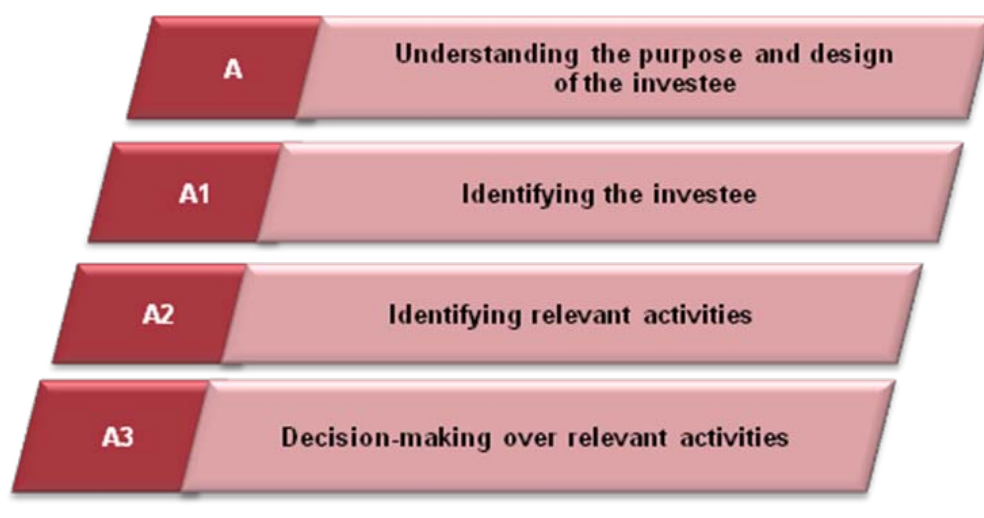 A
Understanding the purpose and design
of the investee
A1
Identifying the investee
A2
Identifying relevant activities
A3
Decision-making over relevant activities